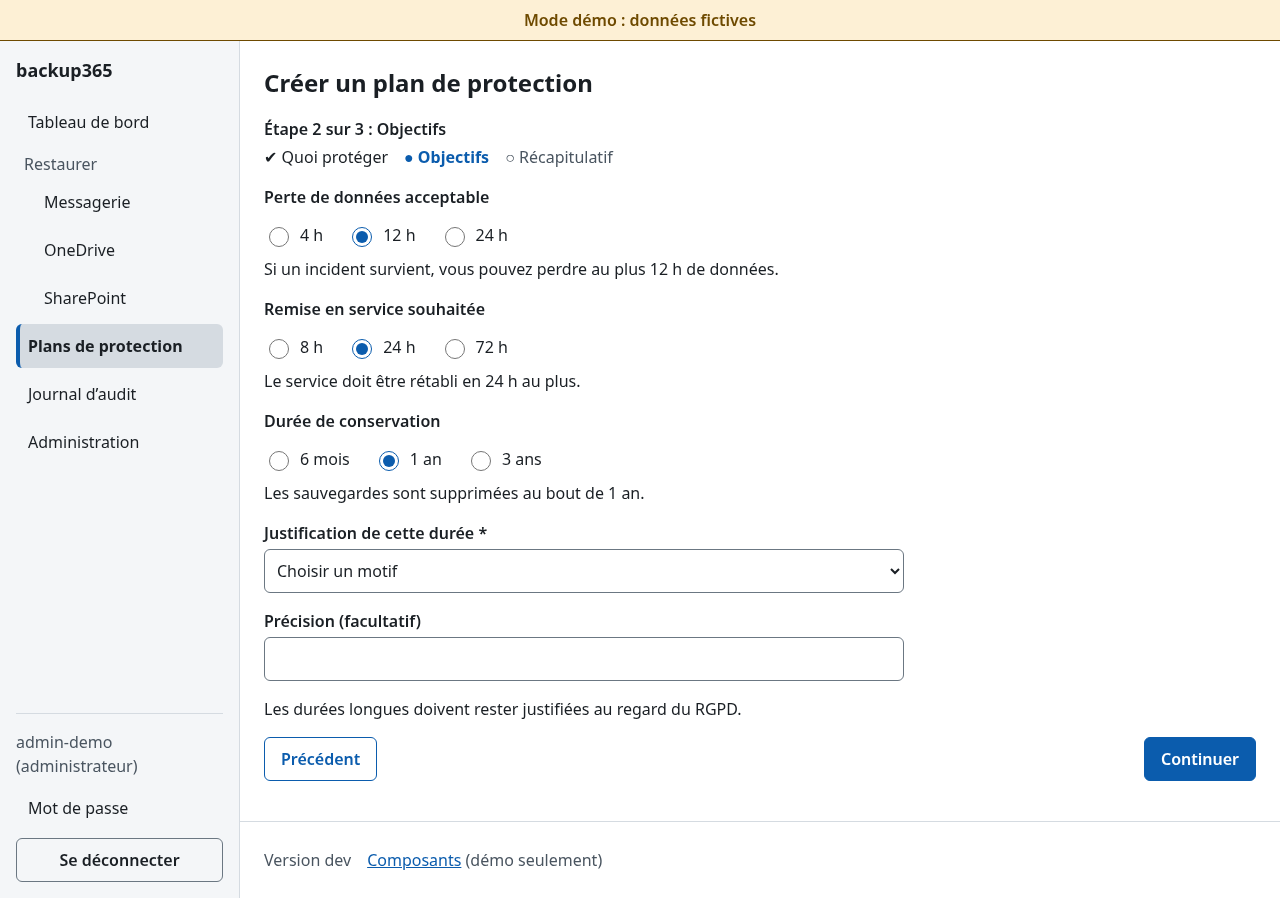 Mode démo : données fictives
backup365
Tableau de bord
Restaurer
Messagerie
OneDrive
SharePoint
Plans de protection
Journal d’audit
Administration
admin-demo
(administrateur)
Mot de passe
Se déconnecter
Créer un plan de protection
Étape 2 sur 3 : Objectifs
✔ Quoi protéger ● Objectifs ○ Récapitulatif
Perte de données acceptable
4 h 12 h 24 h
Si un incident survient, vous pouvez perdre au plus 12 h de données.
Remise en service souhaitée
8 h 24 h 72 h
Le service doit être rétabli en 24 h au plus.
Durée de conservation
6 mois 1 an 3 ans
Les sauvegardes sont supprimées au bout de 1 an.
Justification de cette durée *
Choisir un motif
Précision (facultatif)
Les durées longues doivent rester justifiées au regard du RGPD.
Précédent Continuer
Version dev Composants (démo seulement)